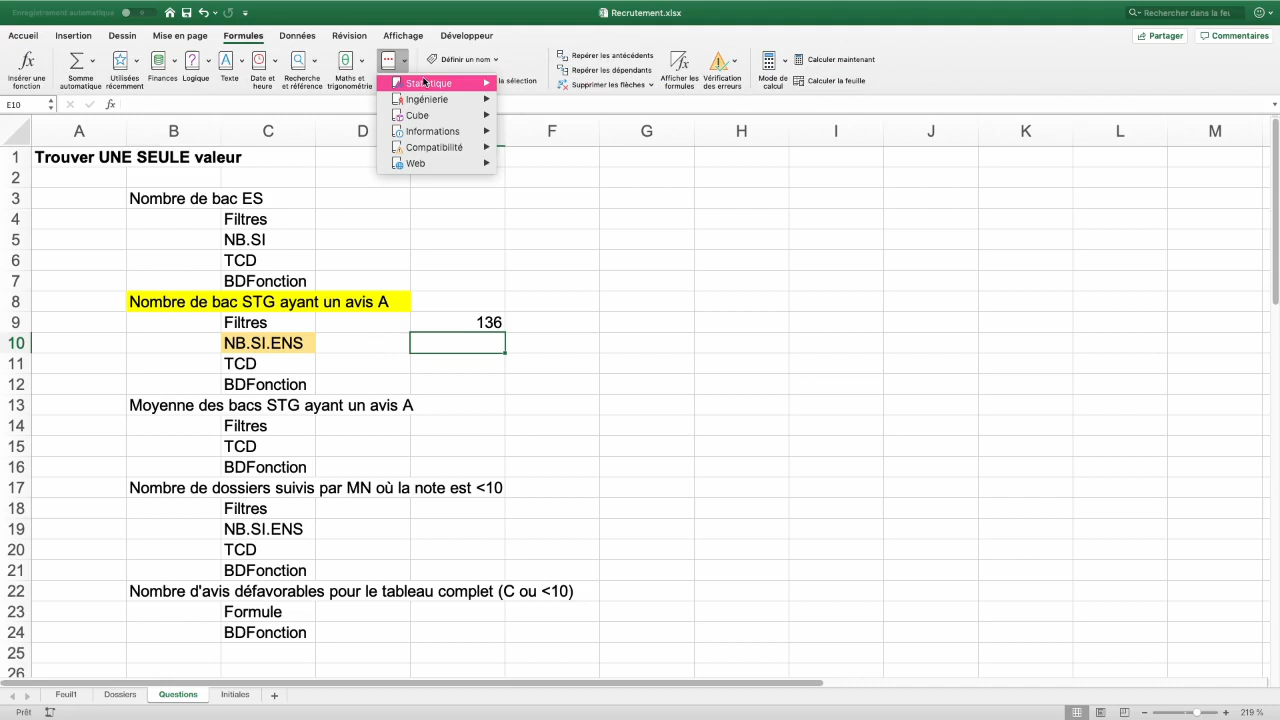 Enregistrement automatique
Recrutement.xlsx
Rechercher dans la feu
Accueil Insertion Dessin Mise en page Formules Données Révision Affichage Développeur
Partager Commentaires
Insérer une fonction
Somme automatique
Utilisées récemment
Finances
Logique
Texte
Date et heure
Recherche et référence
Maths et trigonométrie
Définir un nom
la sélection
Repérer les antécédents
Repérer les dépendants
Supprimer les flèches
Afficher les formules
Vérification des erreurs
Mode de calcul
Calculer maintenant
Calculer la feuille
Statistique
Ingénierie
Cube
Informations
Compatibilité
Web
E10 fx
A B C D F G H I J K L M
1 Trouver UNE SEULE valeur
2
3 Nombre de bac ES
4 Filtres
5 NB.SI
6 TCD
7 BDFonction
8 Nombre de bac STG ayant un avis A
9 Filtres 136
10 NB.SI.ENS
11 TCD
12 BDFonction
13 Moyenne des bacs STG ayant un avis A
14 Filtres
15 TCD
16 BDFonction
17 Nombre de dossiers suivis par MN où la note est <10
18 Filtres
19 NB.SI.ENS
20 TCD
21 BDFonction
22 Nombre d'avis défavorables pour le tableau complet (C ou <10)
23 Formule
24 BDFonction
25
26
Feuil1 Dossiers Questions Initiales +
Prêt 219 %